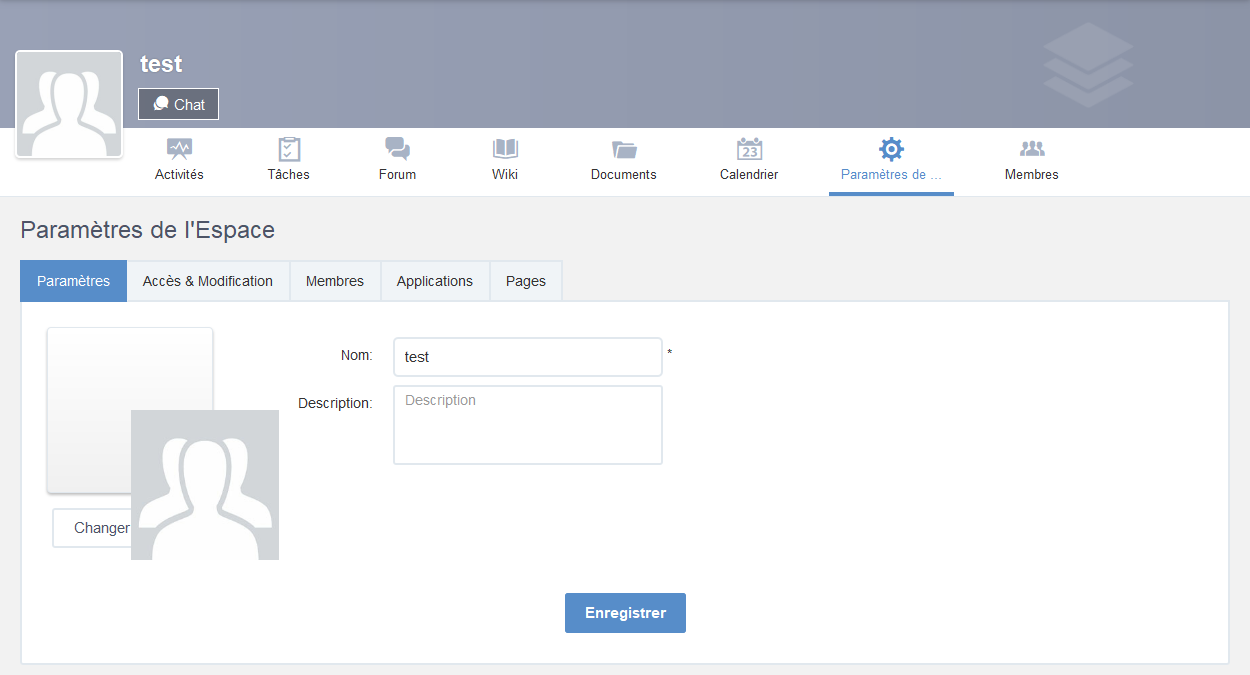 test
Chat
Activités
Tâches
Forum
Wiki
Documents
23
Calendrier
Paramètres de ...
Membres
Paramètres de l'Espace
Paramètres
Accès & Modification
Membres
Applications
Pages
Nom:
test
*
Description:
Description
Changer
Enregistrer